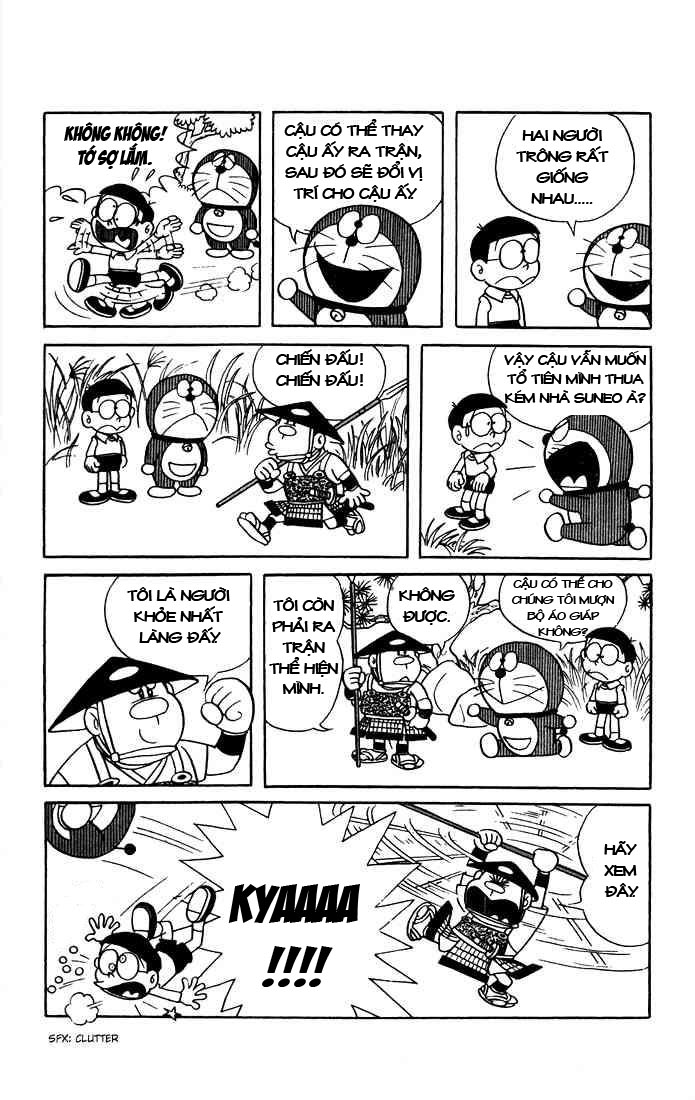 HAI NGƯỜI
TRÔNG RẤT
GIỐNG
NHAU.....
CẬU CÓ THỂ THAY
CẬU ẤY RA TRẬN,
SAU ĐÓ SẼ ĐỔI VỊ
TRÍ CHO CẬU ẤY.
KHÔNG KHÔNG!
TỚ SỢ LẮM.
VẬY CẬU VẪN MUỐN
TỔ TIÊN MÌNH THUA
KÉM NHÀ SUNEO À?
CHIẾN ĐẤU!
CHIẾN ĐẤU!
CẬU CÓ THỂ CHO
CHÚNG TÔI MƯỢN
BỘ ÁO GIÁP
KHÔNG?
KHÔNG
ĐƯỢC.
TÔI CÒN
PHẢI RA
TRẬN
THỂ HIỆN
MÌNH.
TÔI LÀ NGƯỜI
KHỎE NHẤT
LÀNG ĐẤY.
HÃY
XEM
ĐÂY.
KYAAAA
!!!!
SFX: CLUTTER